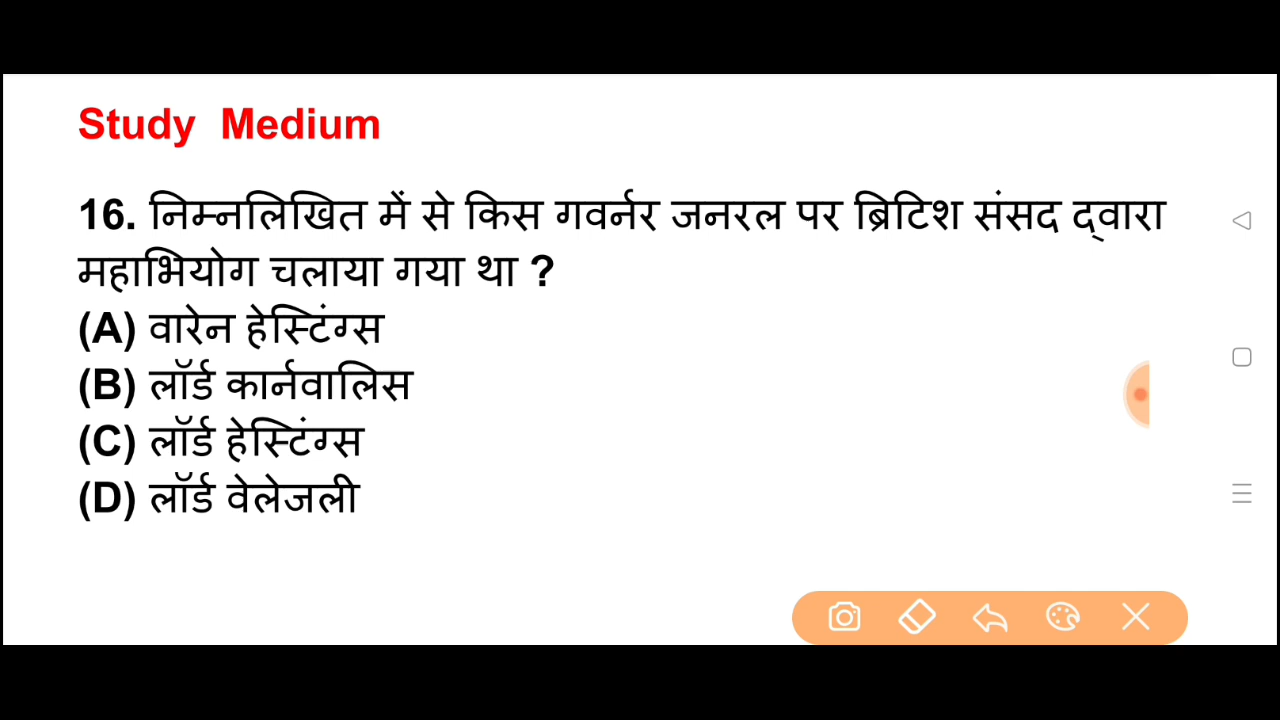 Study Medium
16. निम्नलिखित में से किस गवर्नर जनरल पर ब्रिटिश संसद द्वारा
महाभियोग चलाया गया था ?
(A) वारेन हेस्टिंग्स
(B) लॉर्ड कार्नवालिस
(C) लॉर्ड हेस्टिंग्स
(D) लॉर्ड वेलेजली